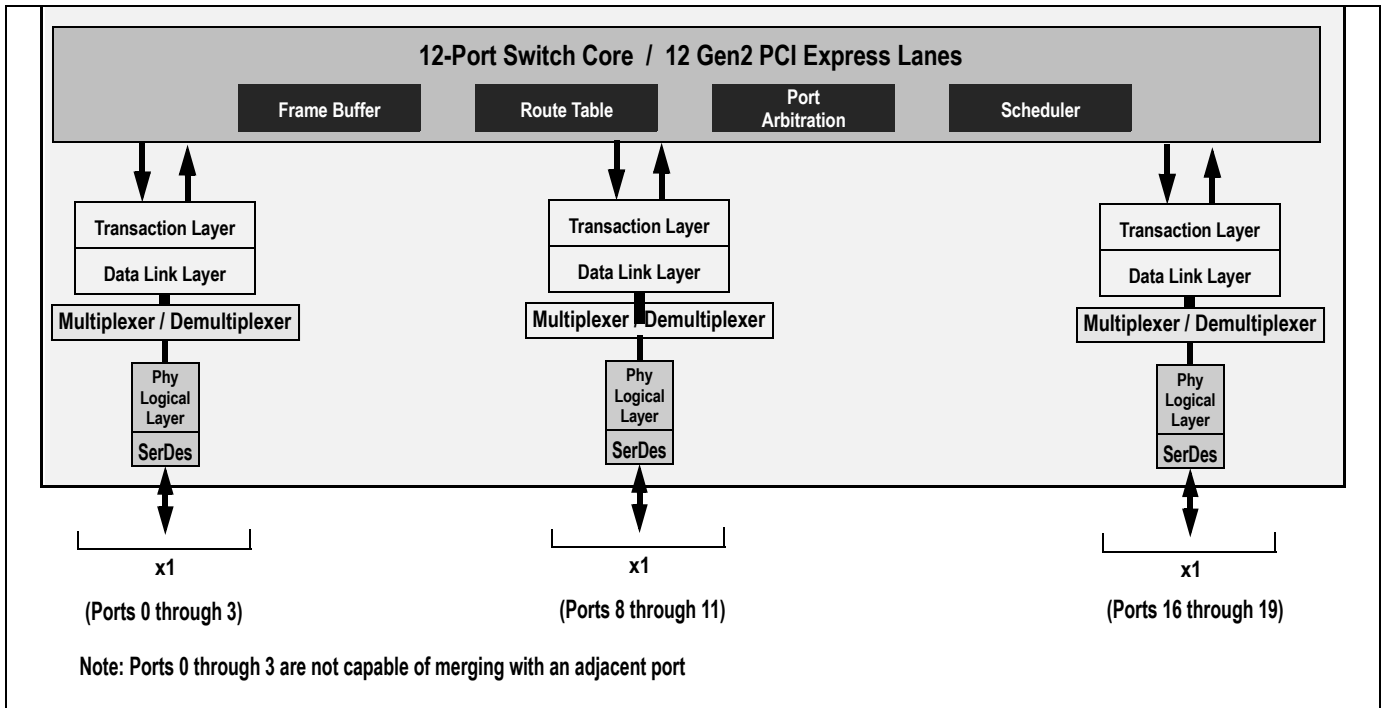 12-Port Switch Core / 12 Gen2 PCI Express Lanes
Frame Buffer
Route Table
Port
Arbitration
Scheduler
Transaction Layer
Data Link Layer
Multiplexer / Demultiplexer
Phy
Logical
Layer
SerDes
x1
(Ports 0 through 3)
Transaction Layer
Data Link Layer
Multiplexer / Demultiplexer
Phy
Logical
Layer
SerDes
x1
(Ports 8 through 11)
Transaction Layer
Data Link Layer
Multiplexer / Demultiplexer
Phy
Logical
Layer
SerDes
x1
(Ports 16 through 19)
Note: Ports 0 through 3 are not capable of merging with an adjacent port